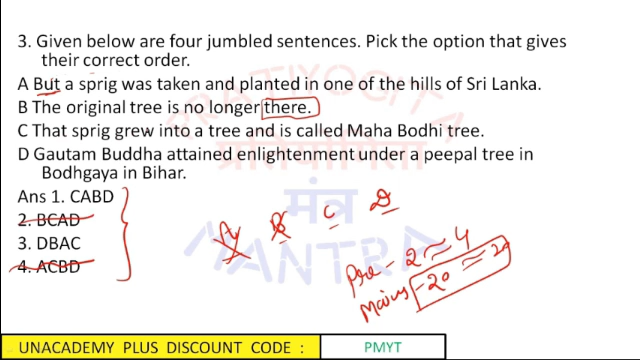 3. Given below are four jumbled sentences. Pick the option that gives
their correct order.
A But a sprig was taken and planted in one of the hills of Sri Lanka.
B The original tree is no longer there.
C That sprig grew into a tree and is called Maha Bodhi tree.
D Gautam Buddha attained enlightenment under a peepal tree in
Bodhgaya in Bihar.
Ans 1. CABD
2. BCAD
3. DBAC
4. ACBD
A B C D
Pre - 2 ≈ 4
Mains - 20 ≈
PRATIYOGITA
प्रतियोगिता
मंत्र
MANTRA
UNACADEMY PLUS DISCOUNT CODE : PMYT